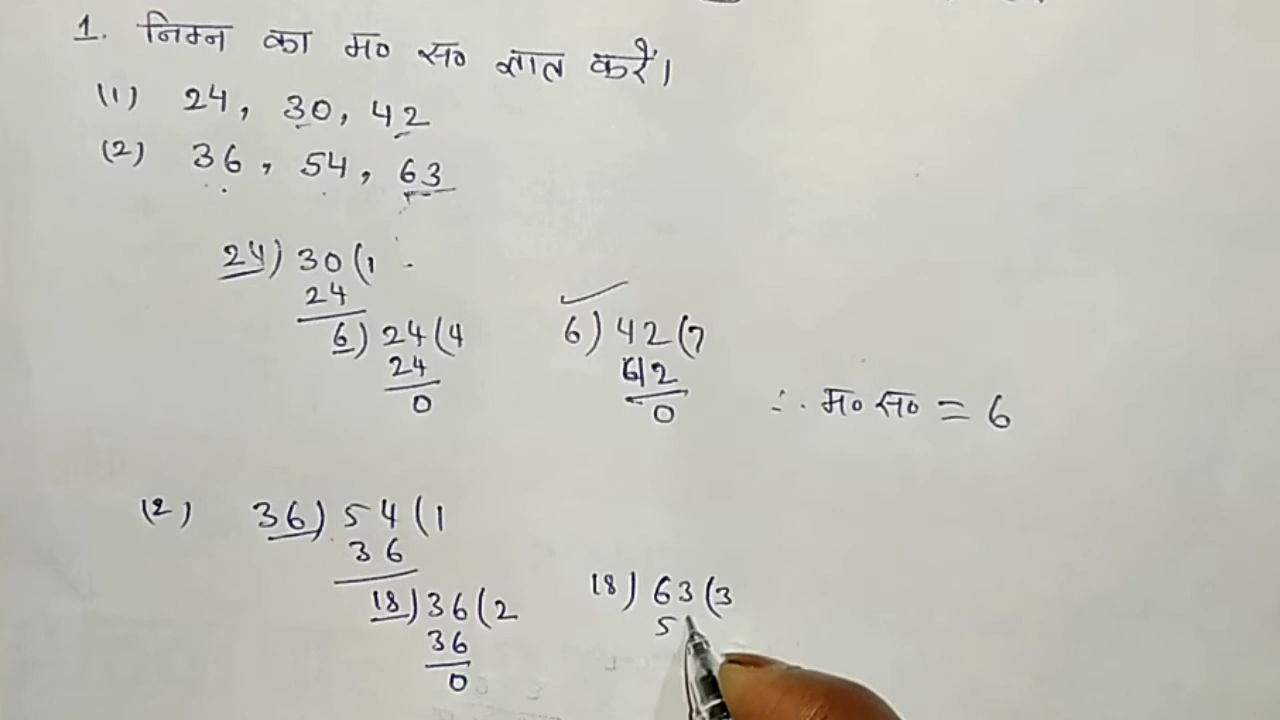 1. निम्न का म० स० ज्ञात करें।
(1) 24, 30, 42
(2) 36, 54, 63
24) 30 (1
24
6) 24 (4
24
0
6) 42 (7
42
0
∴ म० स० = 6
(2) 36) 54 (1
36
18) 36 (2
36
0
18) 63 (3
5